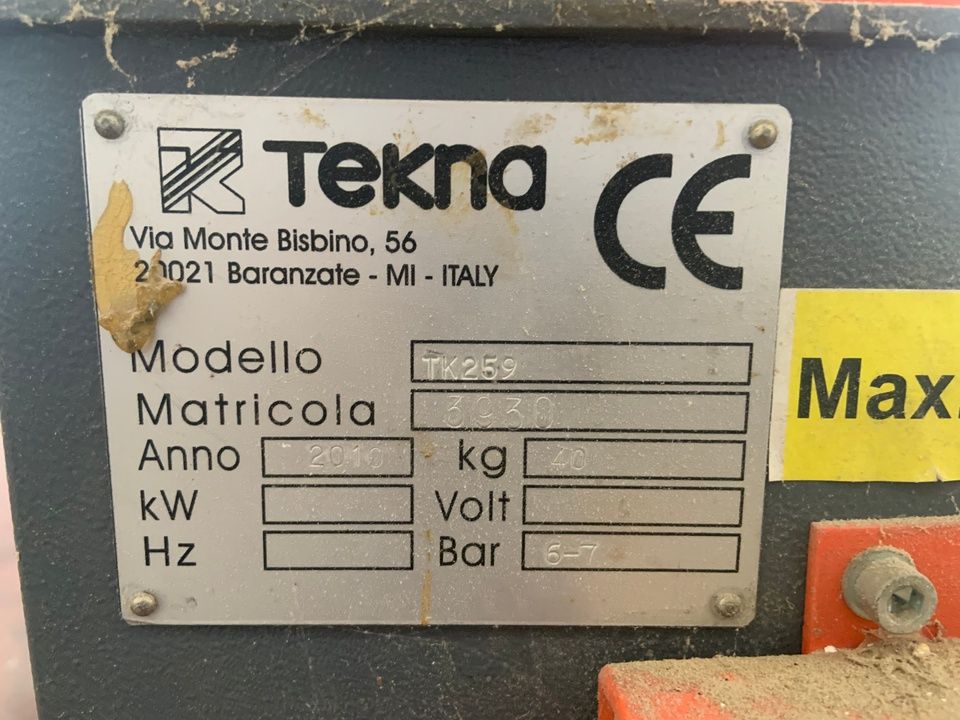 TEKNA CE
Via Monte Bisbino, 56
20021 Baranzate - MI - ITALY
Modello TK259
Matricola 3930
Anno 2010 kg 40
kW Volt
Hz Bar 6-7
Max.